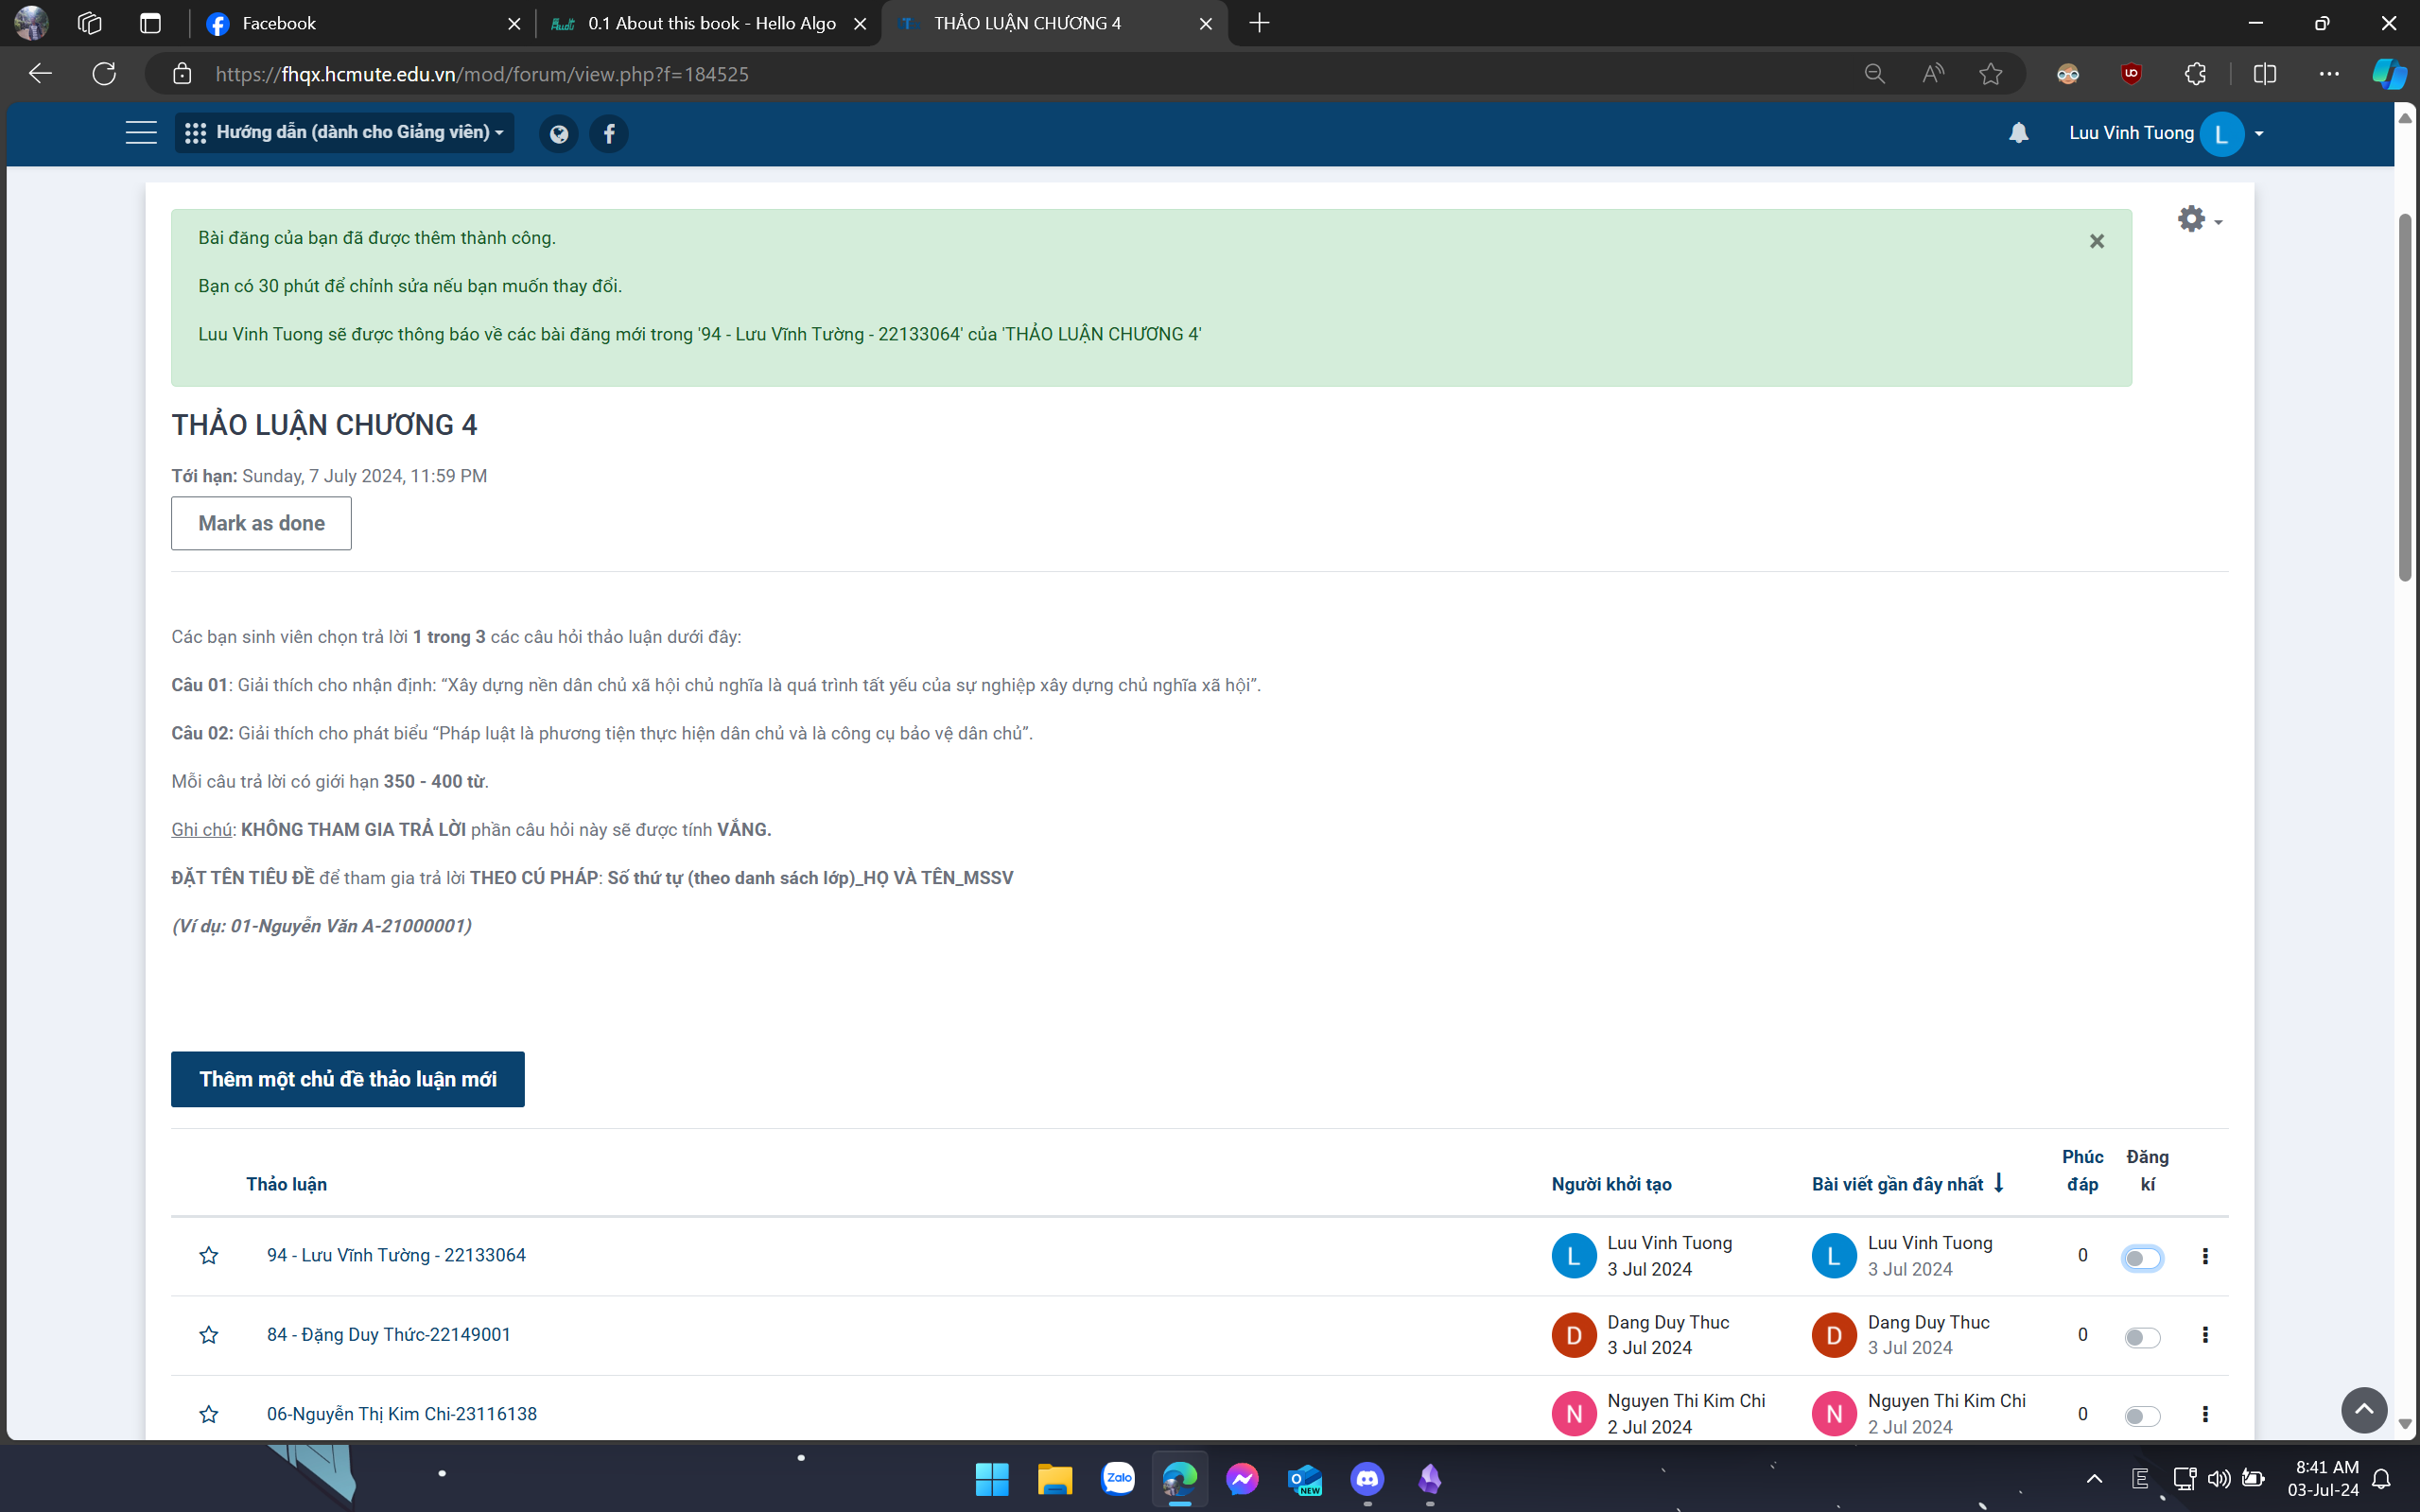 Facebook
0.1 About this book - Hello Algo
THẢO LUẬN CHƯƠNG 4
https://fhqx.hcmute.edu.vn/mod/forum/view.php?f=184525
Hướng dẫn (dành cho Giảng viên)
Luu Vinh Tuong L
Bài đăng của bạn đã được thêm thành công.
Bạn có 30 phút để chỉnh sửa nếu bạn muốn thay đổi.
Luu Vinh Tuong sẽ được thông báo về các bài đăng mới trong '94 - Lưu Vĩnh Tường - 22133064' của 'THẢO LUẬN CHƯƠNG 4'
THẢO LUẬN CHƯƠNG 4
Tới hạn: Sunday, 7 July 2024, 11:59 PM
Mark as done
Các bạn sinh viên chọn trả lời 1 trong 3 các câu hỏi thảo luận dưới đây:
Câu 01: Giải thích cho nhận định: “Xây dựng nền dân chủ xã hội chủ nghĩa là quá trình tất yếu của sự nghiệp xây dựng chủ nghĩa xã hội”.
Câu 02: Giải thích cho phát biểu “Pháp luật là phương tiện thực hiện dân chủ và là công cụ bảo vệ dân chủ”.
Mỗi câu trả lời có giới hạn 350 - 400 từ.
Ghi chú: KHÔNG THAM GIA TRẢ LỜI phần câu hỏi này sẽ được tính VẮNG.
ĐẶT TÊN TIÊU ĐỀ để tham gia trả lời THEO CÚ PHÁP: Số thứ tự (theo danh sách lớp)_HỌ VÀ TÊN_MSSV
(Ví dụ: 01-Nguyễn Văn A-21000001)
Thêm một chủ đề thảo luận mới
Thảo luận Người khởi tạo Bài viết gần đây nhất Phúc đáp Đăng kí
94 - Lưu Vĩnh Tường - 22133064 L Luu Vinh Tuong L Luu Vinh Tuong 0
3 Jul 2024 3 Jul 2024
84 - Đặng Duy Thức-22149001 D Dang Duy Thuc D Dang Duy Thuc 0
3 Jul 2024 3 Jul 2024
06-Nguyễn Thị Kim Chi-23116138 N Nguyen Thi Kim Chi N Nguyen Thi Kim Chi 0
2 Jul 2024 2 Jul 2024
Zalo
NEW
E
8:41 AM
03-Jul-24